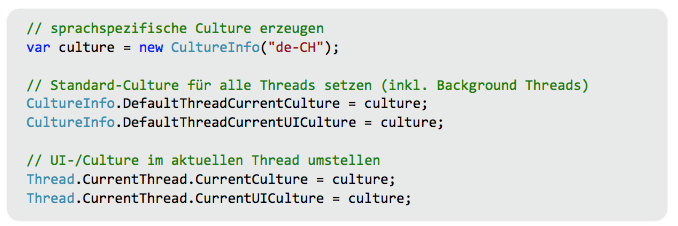 // sprachspezifische Culture erzeugen
var culture = new CultureInfo("de-CH");
// Standard-Culture für alle Threads setzen (inkl. Background Threads)
CultureInfo.DefaultThreadCurrentCulture = culture;
CultureInfo.DefaultThreadCurrentUICulture = culture;
// UI-/Culture im aktuellen Thread umstellen
Thread.CurrentThread.CurrentCulture = culture;
Thread.CurrentThread.CurrentUICulture = culture;